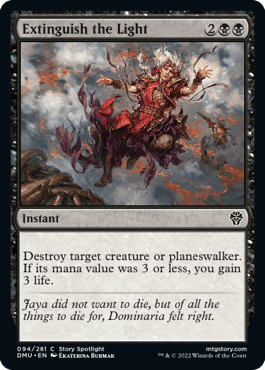 Extinguish the Light 2
Instant
Destroy target creature or planeswalker.
If its mana value was 3 or less, you gain
3 life.
Jaya did not want to die, but of all the
things to die for, Dominaria felt right.
094/281 C Story Spotlight
mtgstory.com
DMU • EN Ekaterina Burmak
™ & © 2022 Wizards of the Coast